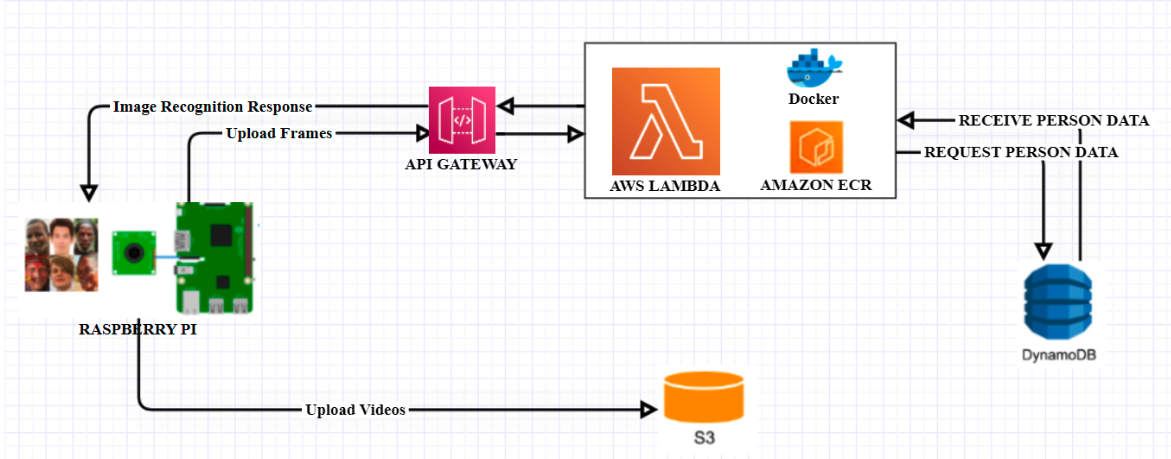 Docker
Image Recognition Response
Upload Frames
RECEIVE PERSON DATA
REQUEST PERSON DATA
API GATEWAY
AWS LAMBDA
AMAZON ECR
RASPBERRY PI
DynamoDB
Upload Videos
S3